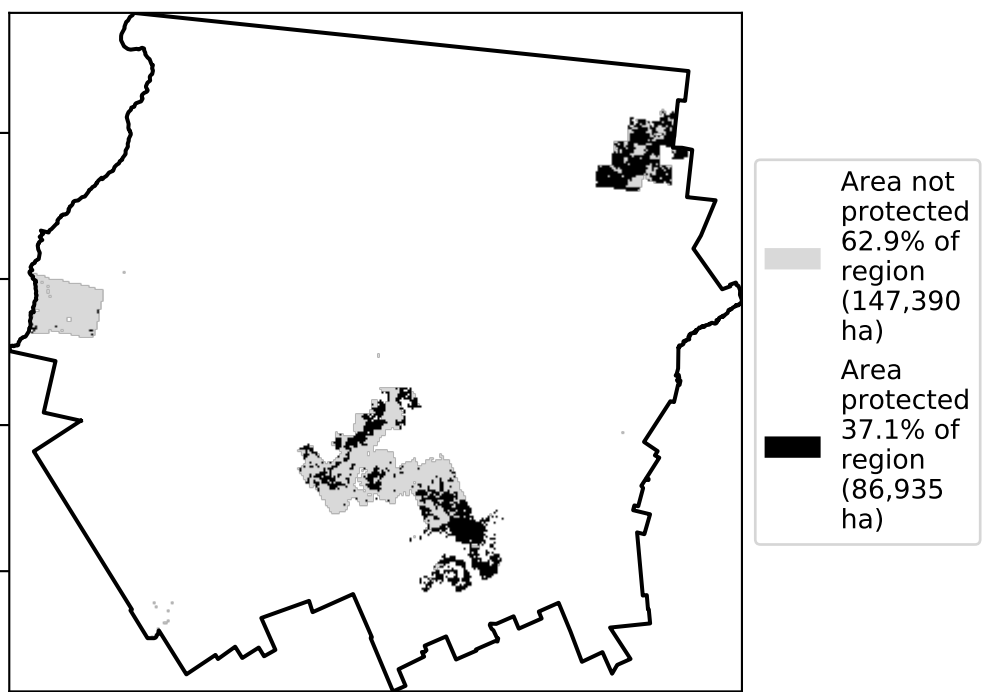 Area not
protected
62.9% of
region
(147,390
ha)
Area
protected
37.1% of
region
(86,935
ha)